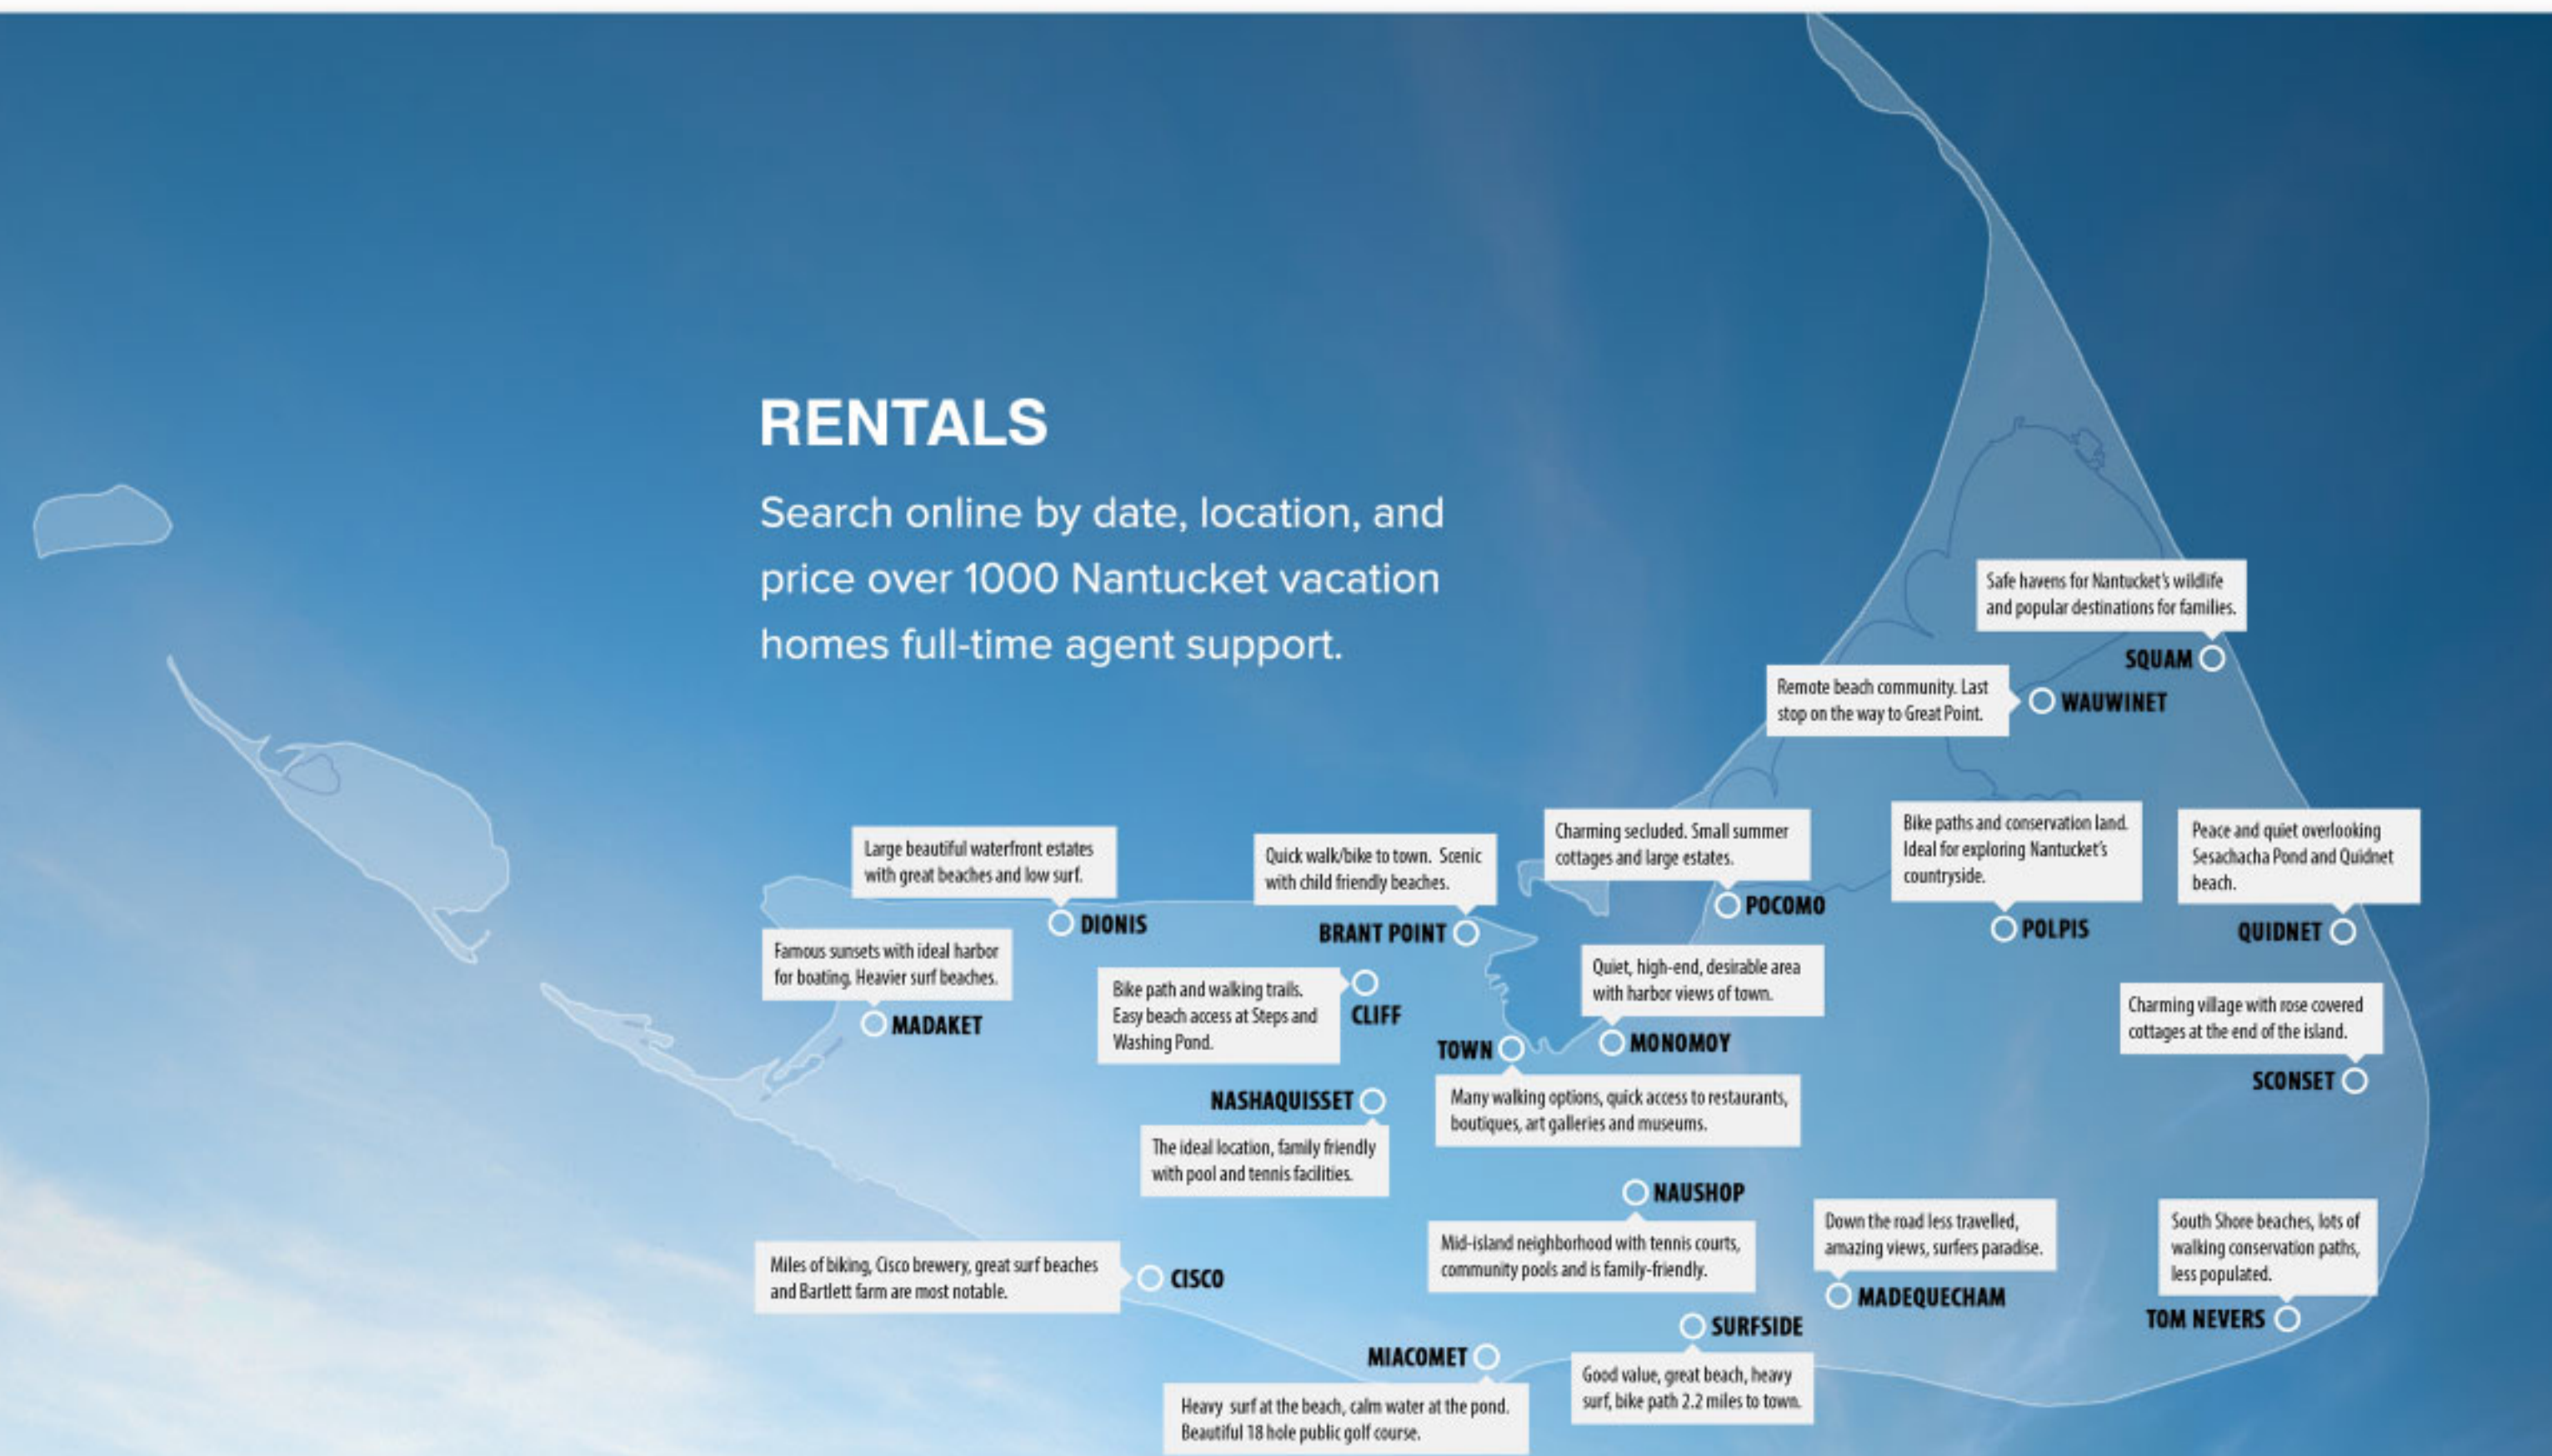 RENTALS
Search online by date, location, and
price over 1000 Nantucket vacation
homes full-time agent support.
Safe havens for Nantucket's wildlife
and popular destinations for families.
SQUAM
Remote beach community. Last
stop on the way to Great Point.
WAUWINET
Large beautiful waterfront estates
with great beaches and low surf.
DIONIS
Quick walk/bike to town. Scenic
with child friendly beaches.
BRANT POINT
Charming secluded. Small summer
cottages and large estates.
POCOMO
Bike paths and conservation land.
Ideal for exploring Nantucket's
countryside.
POLPIS
Peace and quiet overlooking
Sesachacha Pond and Quidnet
beach.
QUIDNET
Famous sunsets with ideal harbor
for boating. Heavier surf beaches.
MADAKET
Bike path and walking trails.
Easy beach access at Steps and
Washing Pond.
CLIFF
Quiet, high-end, desirable area
with harbor views of town.
MONOMOY
TOWN
Many walking options, quick access to restaurants,
boutiques, art galleries and museums.
Charming village with rose covered
cottages at the end of the island.
SCONSET
NASHAQUISSET
The ideal location, family friendly
with pool and tennis facilities.
NAUSHOP
Mid-island neighborhood with tennis courts,
community pools and is family-friendly.
Down the road less travelled,
amazing views, surfers paradise.
MADEQUECHAM
South Shore beaches, lots of
walking conservation paths,
less populated.
TOM NEVERS
Miles of biking, Cisco brewery, great surf beaches
and Bartlett farm are most notable.
CISCO
SURFSIDE
Good value, great beach, heavy
surf, bike path 2.2 miles to town.
MIACOMET
Heavy surf at the beach, calm water at the pond.
Beautiful 18 hole public golf course.